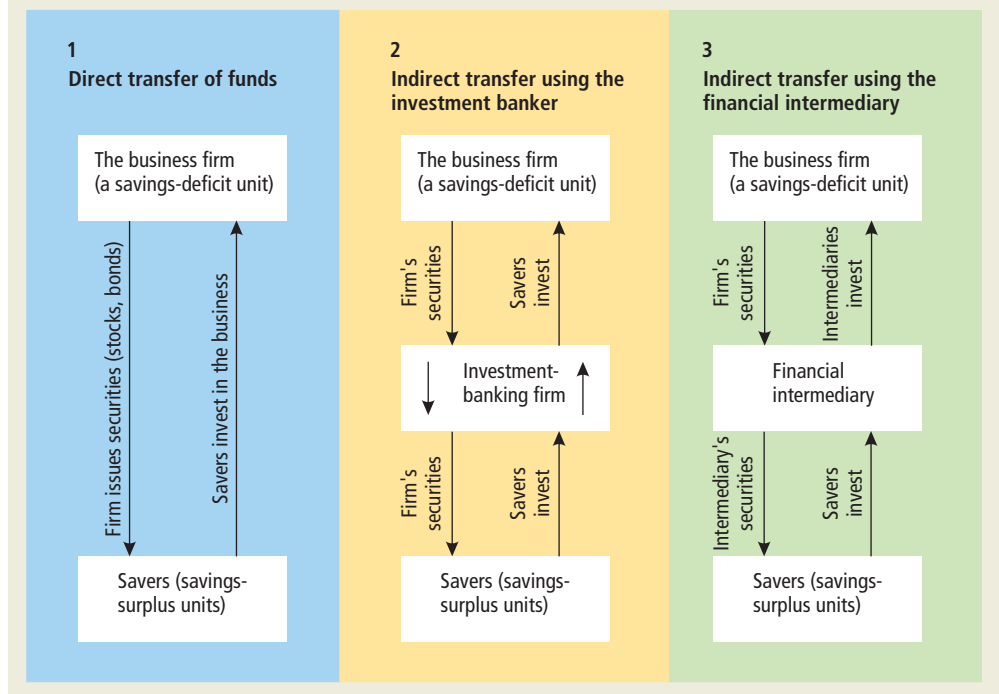 1
Direct transfer of funds
The business firm
(a savings-deficit unit)
Firm issues securities (stocks, bonds)
Savers invest in the business
Savers (savings-
surplus units)
2
Indirect transfer using the
investment banker
The business firm
(a savings-deficit unit)
Firm's
securities
Savers
invest
Investment-
banking firm
Firm's
securities
Savers
invest
Savers (savings-
surplus units)
3
Indirect transfer using the
financial intermediary
The business firm
(a savings-deficit unit)
Firm's
securities
Intermediaries
invest
Financial
intermediary
Intermediary's
securities
Savers
invest
Savers (savings-
surplus units)